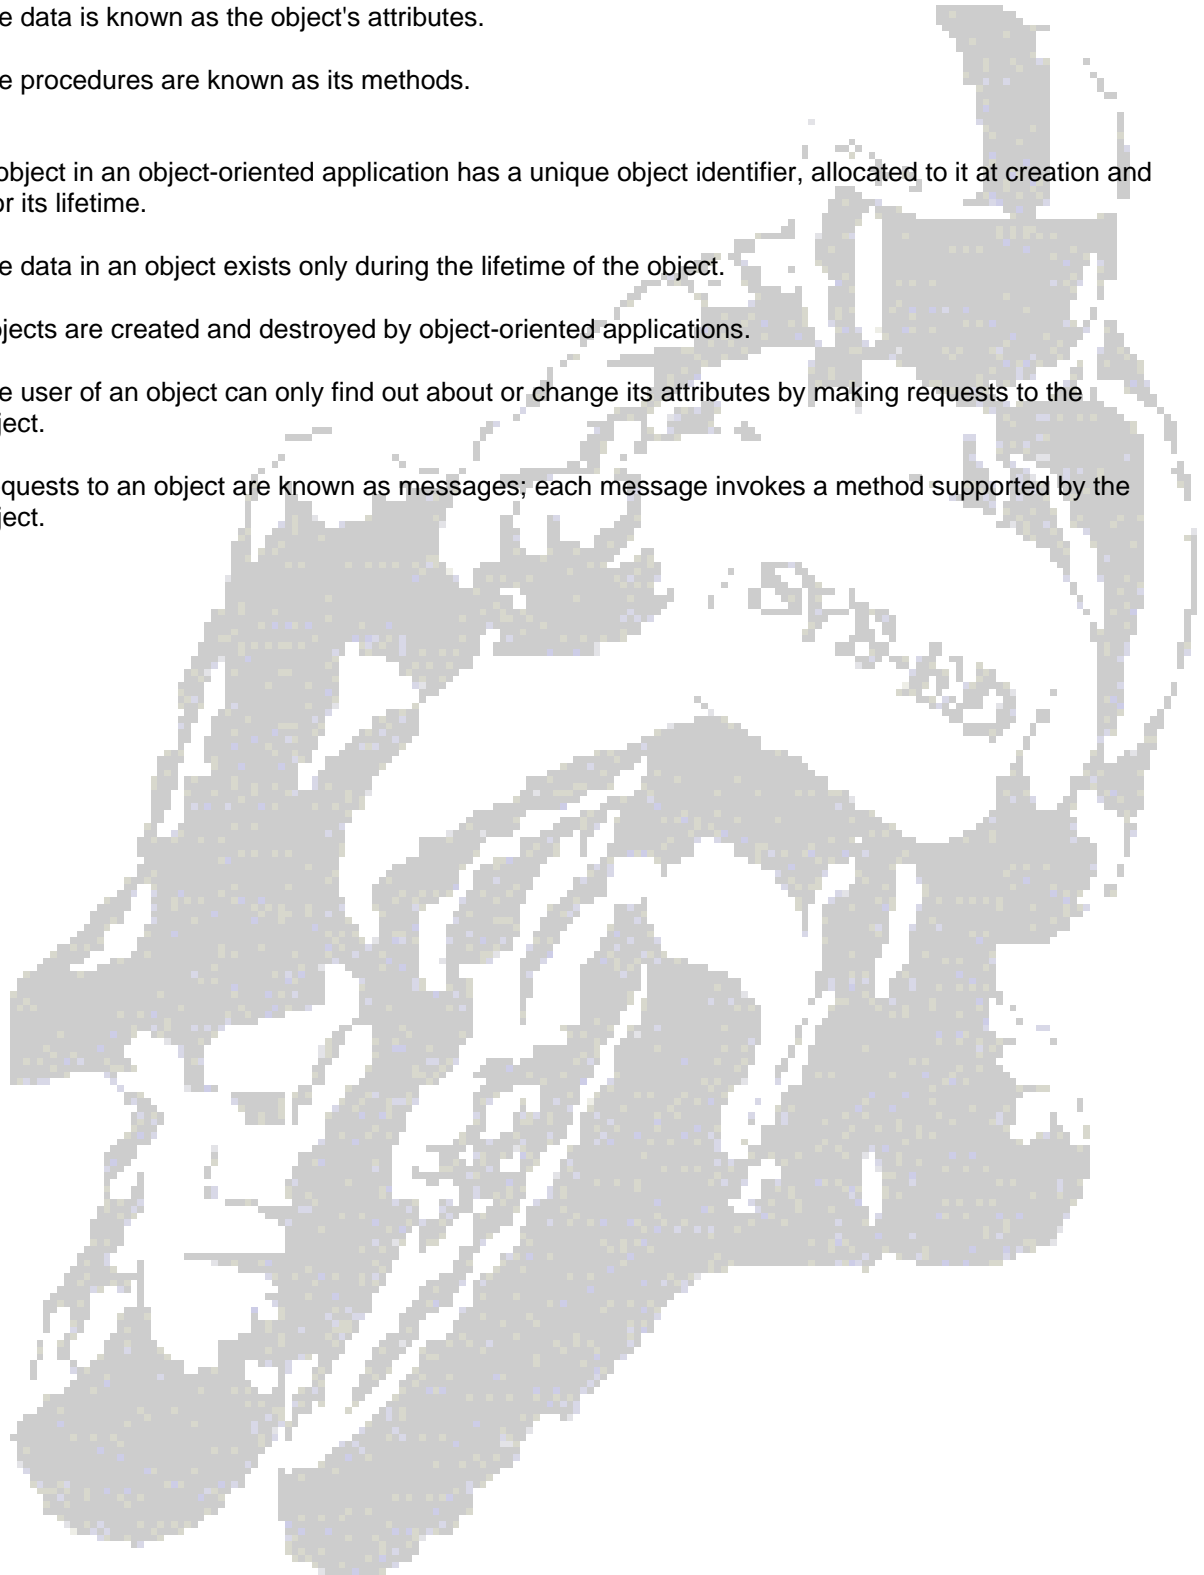 e data is known as the object's attributes.
e procedures are known as its methods.
object in an object-oriented application has a unique object identifier, allocated to it at creation and
or its lifetime.
e data in an object exists only during the lifetime of the object.
jects are created and destroyed by object-oriented applications.
e user of an object can only find out about or change its attributes by making requests to the
ject.
quests to an object are known as messages; each message invokes a method supported by the
ject.
SYS-ED